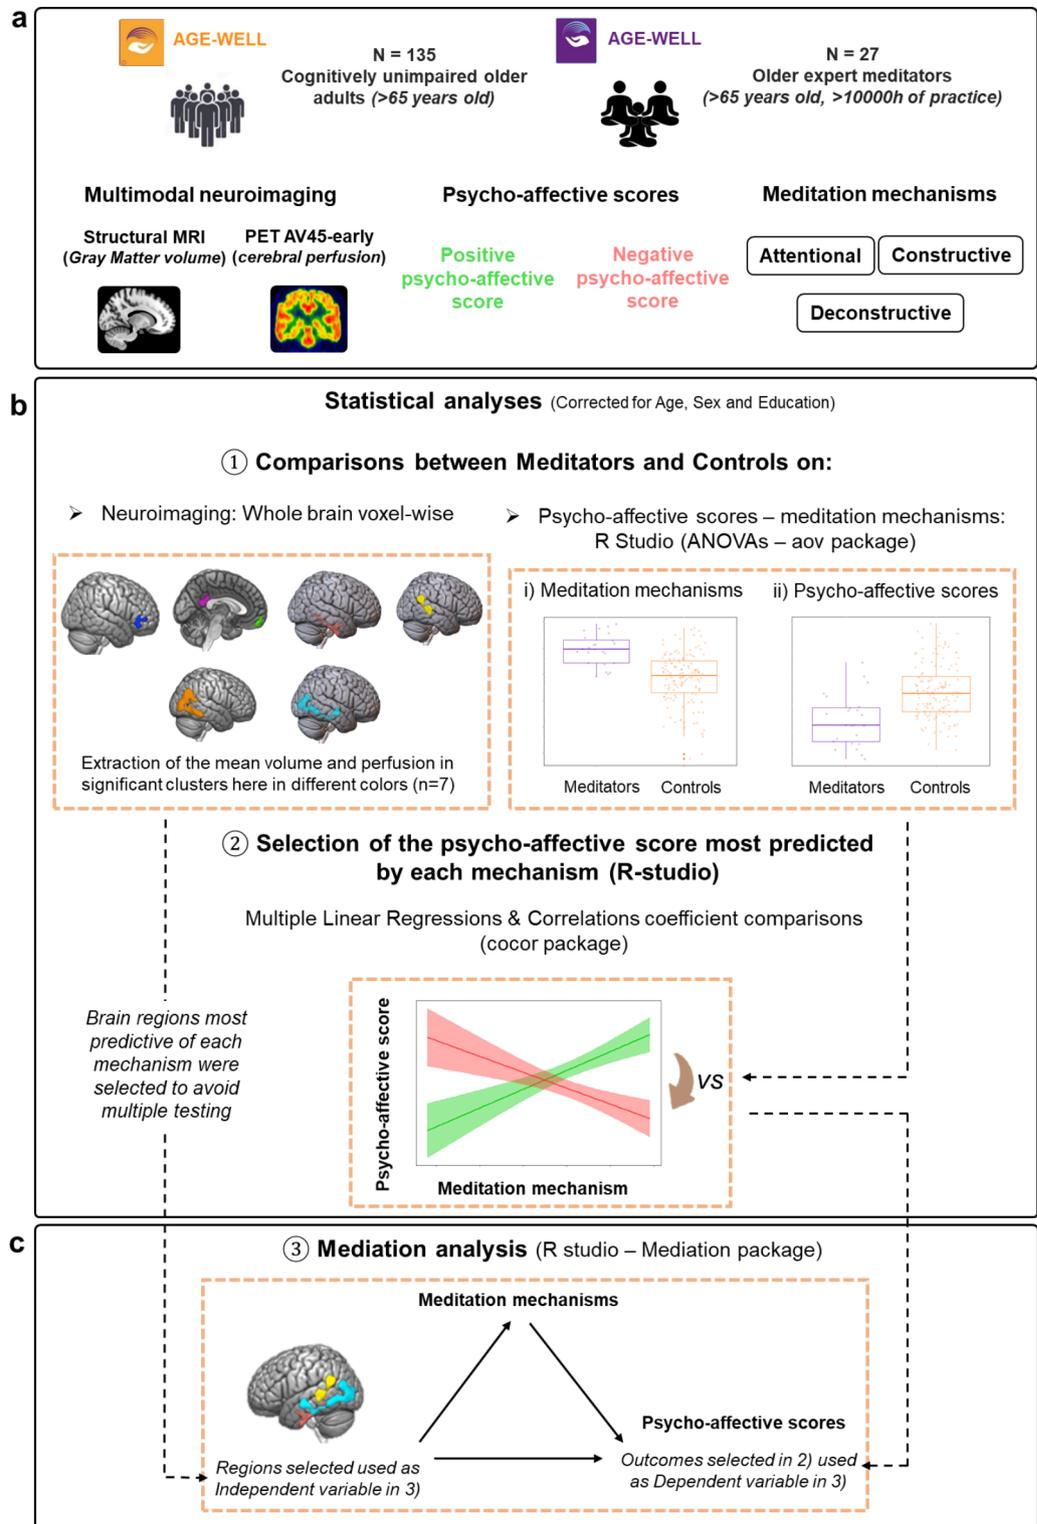 a
AGE-WELL
N = 135
Cognitively unimpaired older
adults (>65 years old)
AGE-WELL
N = 27
Older expert meditators
(>65 years old, >10000h of practice)
Multimodal neuroimaging
Structural MRI
(Gray Matter volume)
PET AV45-early
(cerebral perfusion)
Psycho-affective scores
Positive
psycho-affective
score
Negative
psycho-affective
score
Meditation mechanisms
Attentional
Constructive
Deconstructive
b
Statistical analyses (Corrected for Age, Sex and Education)
① Comparisons between Meditators and Controls on:
➢ Neuroimaging: Whole brain voxel-wise
Extraction of the mean volume and perfusion in
significant clusters here in different colors (n=7)
➢ Psycho-affective scores – meditation mechanisms:
R Studio (ANOVAs – aov package)
i) Meditation mechanisms
Meditators Controls
ii) Psycho-affective scores
Meditators Controls
② Selection of the psycho-affective score most predicted
by each mechanism (R-studio)
Multiple Linear Regressions & Correlations coefficient comparisons
(cocor package)
Brain regions most
predictive of each
mechanism were
selected to avoid
multiple testing
Psycho-affective score
Meditation mechanism
VS
c
③ Mediation analysis (R studio – Mediation package)
Meditation mechanisms
Regions selected used as
Independent variable in 3)
Psycho-affective scores
Outcomes selected in 2) used
as Dependent variable in 3)